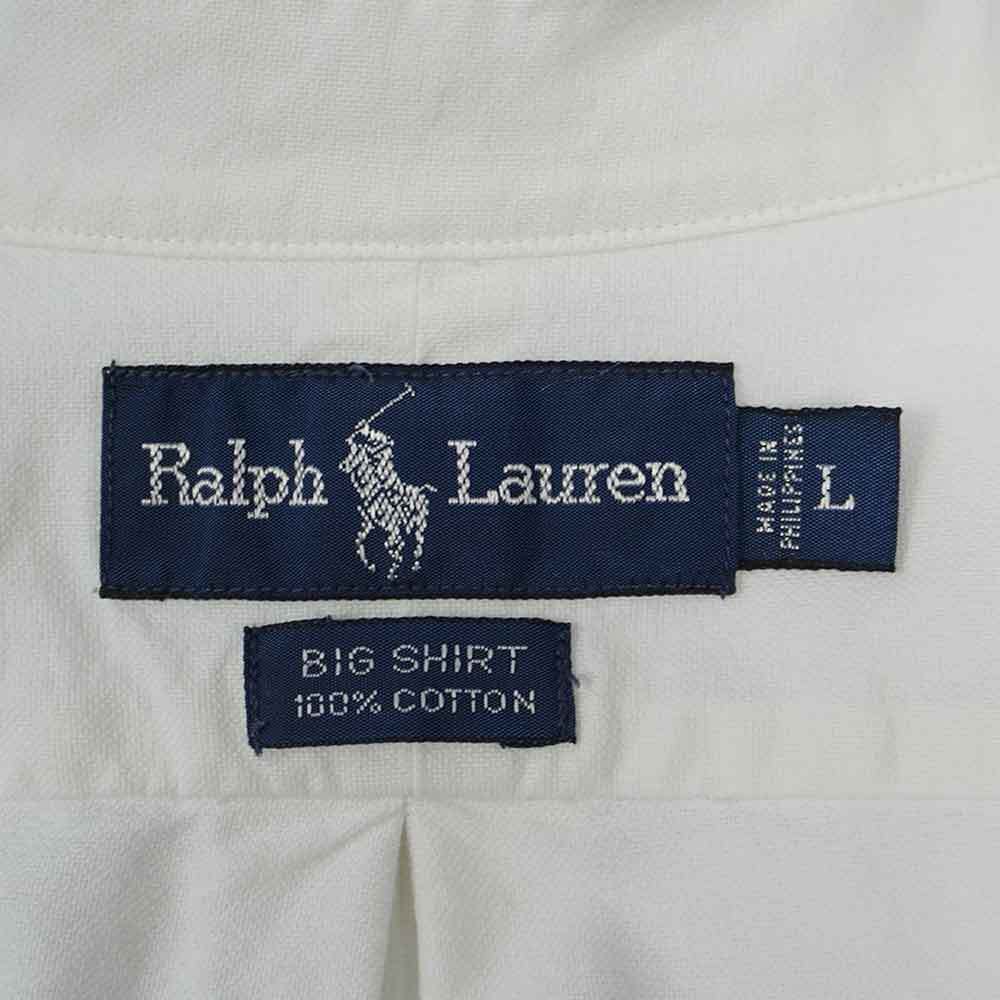 Ralph Lauren
MADE IN
PHILIPPINES
L
BIG SHIRT
100% COTTON